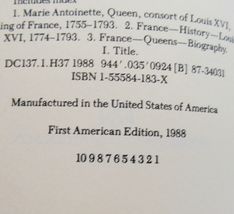 Includes index
1. Marie Antoinette, Queen, consort of Louis XVI,
ing of France, 1755–1793. 2. France—History—Lou
XVI, 1774–1793. 3. France—Queens—Biography.
I. Title.
DC137.1.H37 1988 944′.035′0924 [B] 87-34031
ISBN 1-55584-183-X
Manufactured in the United States of America
First American Edition, 1988
10 9 8 7 6 5 4 3 2 1